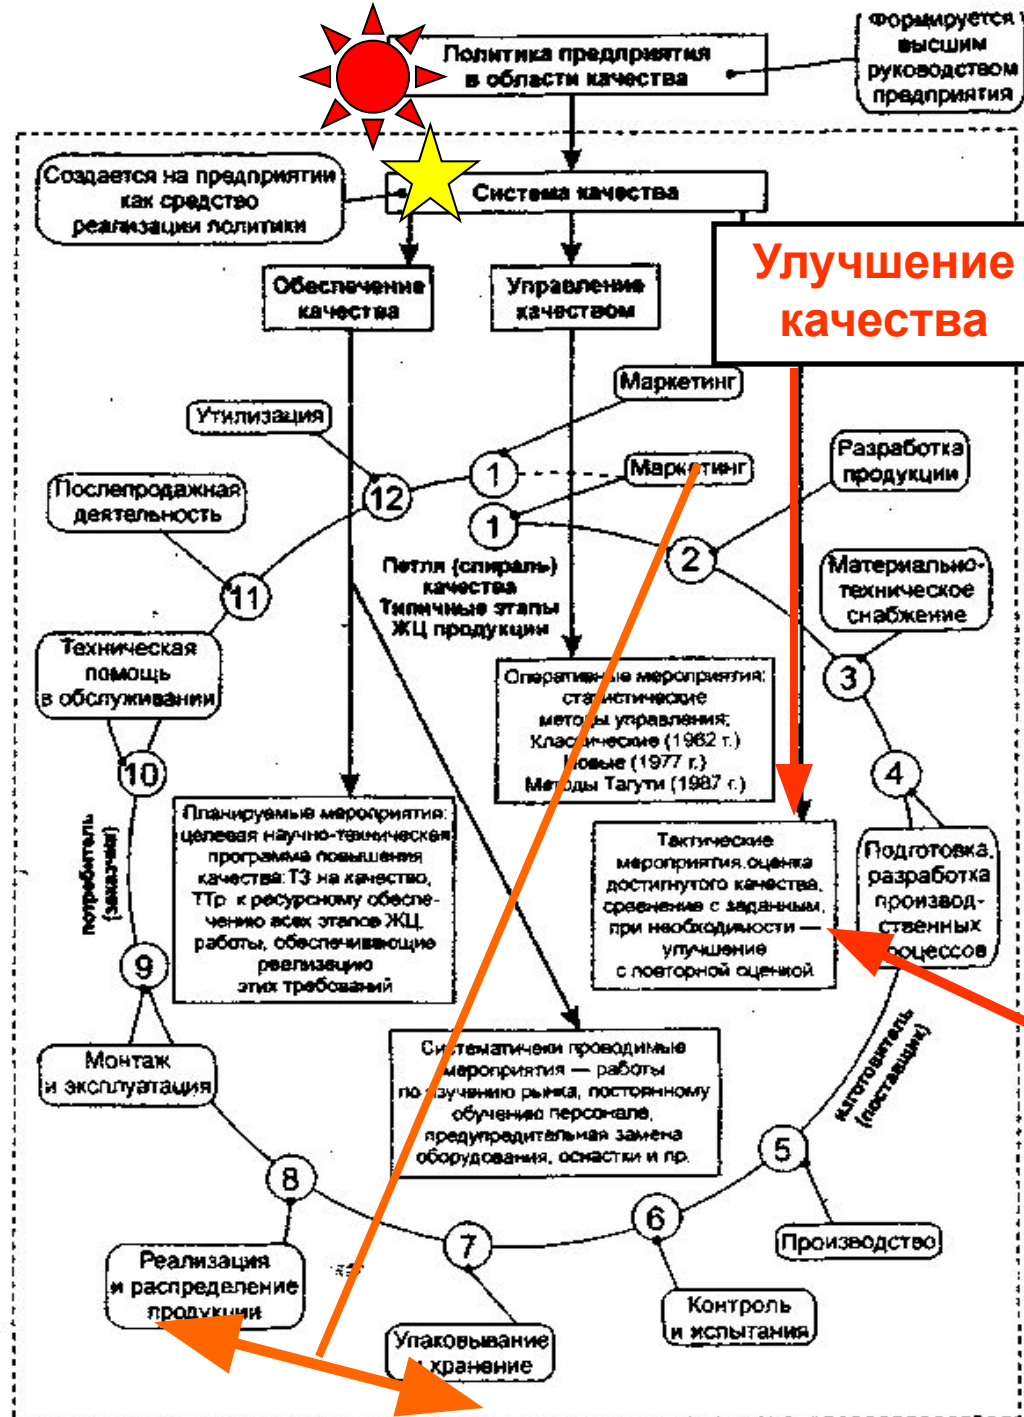 Формируется
высшим
руководством
предприятия
Политика предприятия
в области качества
Создается на предприятии
как средство
реализации политики
Система качества
Обеспечение
качества
Управление
качеством
Улучшение
качества
Маркетинг
Утилизация
Маркетинг
Разработка
продукции
Послепродажная
деятельность
12
1
1
2
11
Петля (спираль)
качества
Типичные этапы
ЖЦ продукции
Материально-
техническое
снабжение
3
Техническая
помощь
в обслуживании
10
Оперативные мероприятия:
статистические
методы управления;
Классические (1962 г.)
Новые (1977 г.)
Методы Тагути (1987 г.)
4
Планируемые мероприятия:
целевая научно-техническая
программа повышения
качества: ТЗ на качество,
ТТр к ресурсному обеспе-
чению всех этапов ЖЦ,
работы, обеспечивающие
реализацию
этих требований
Тактические
мероприятия: оценка
достигнутого качества,
сравнение с заданным,
при необходимости —
улучшение
с повторной оценкой
Подготовка,
разработка
производ-
ственных
процессов
потребитель
(заказчик)
9
Монтаж
и эксплуатация
Систематичеки проводимые
мероприятия — работы
по изучению рынка, постоянному
обучению персонале,
предупредительная замена
оборудования, оснастки и пр.
изготовитель
(поставщик)
5
8
6
7
Производство
Реализация
и распределение
продукции
Контроль
и испытания
Упаковывание
и хранение